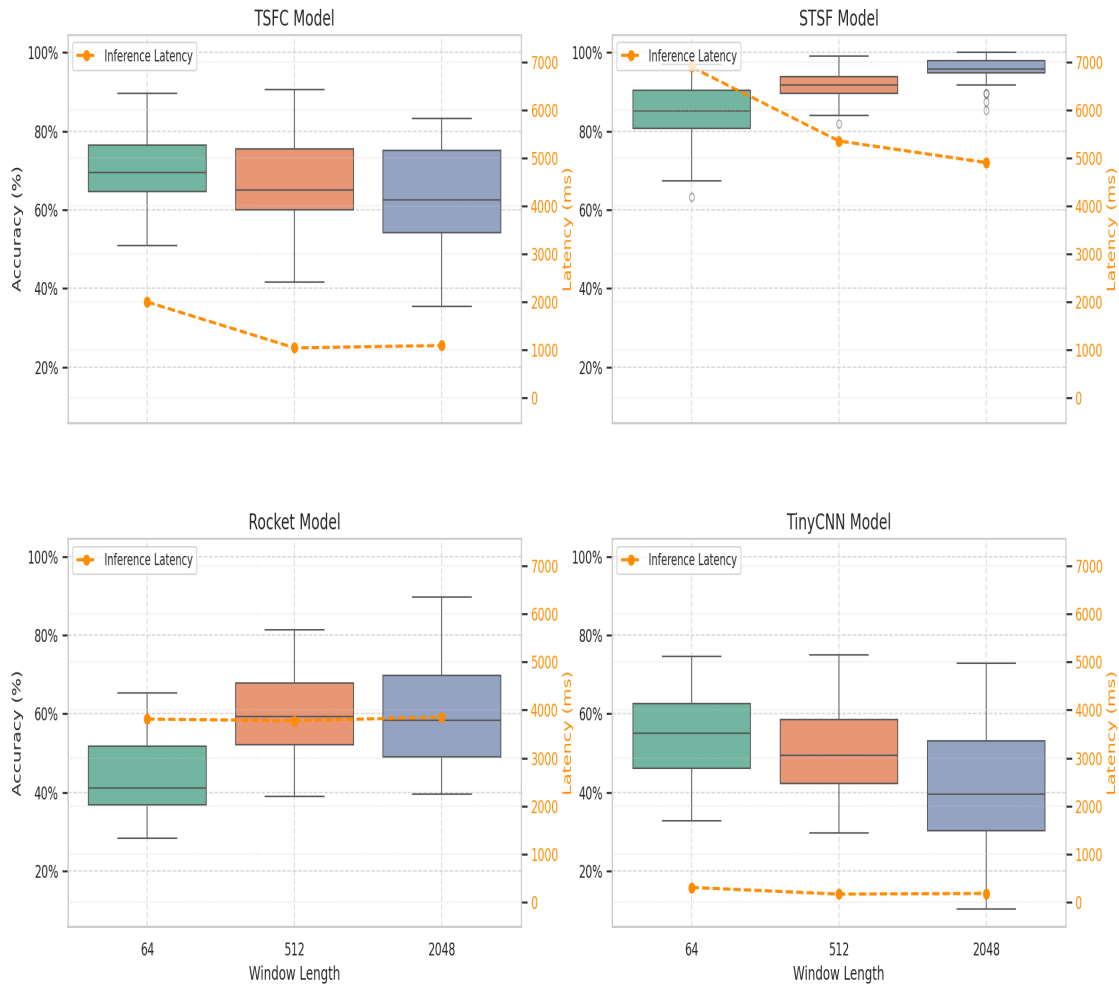 TSFC Model
100%
80%
60%
40%
20%
Accuracy (%)
Inference Latency
7000
6000
5000
4000
3000
2000
1000
0
Latency (ms)
STSF Model
100%
80%
60%
40%
20%
Inference Latency
7000
6000
5000
4000
3000
2000
1000
0
Latency (ms)
Rocket Model
100%
80%
60%
40%
20%
Accuracy (%)
Inference Latency
7000
6000
5000
4000
3000
2000
1000
0
Latency (ms)
64 512 2048
Window Length
TinyCNN Model
100%
80%
60%
40%
20%
Inference Latency
7000
6000
5000
4000
3000
2000
1000
0
Latency (ms)
64 512 2048
Window Length